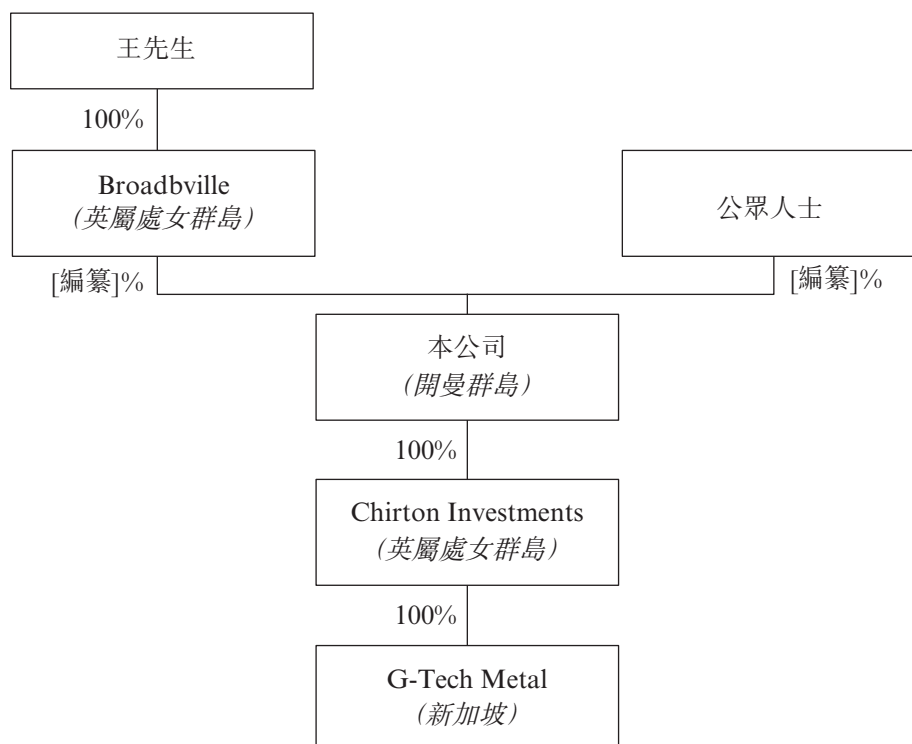 王先生
100%
Broadbville
(英屬處女群島)
公眾人士
[編纂]%
[編纂]%
本公司
(開曼群島)
100%
Chirton Investments
(英屬處女群島)
100%
G-Tech Metal
(新加坡)